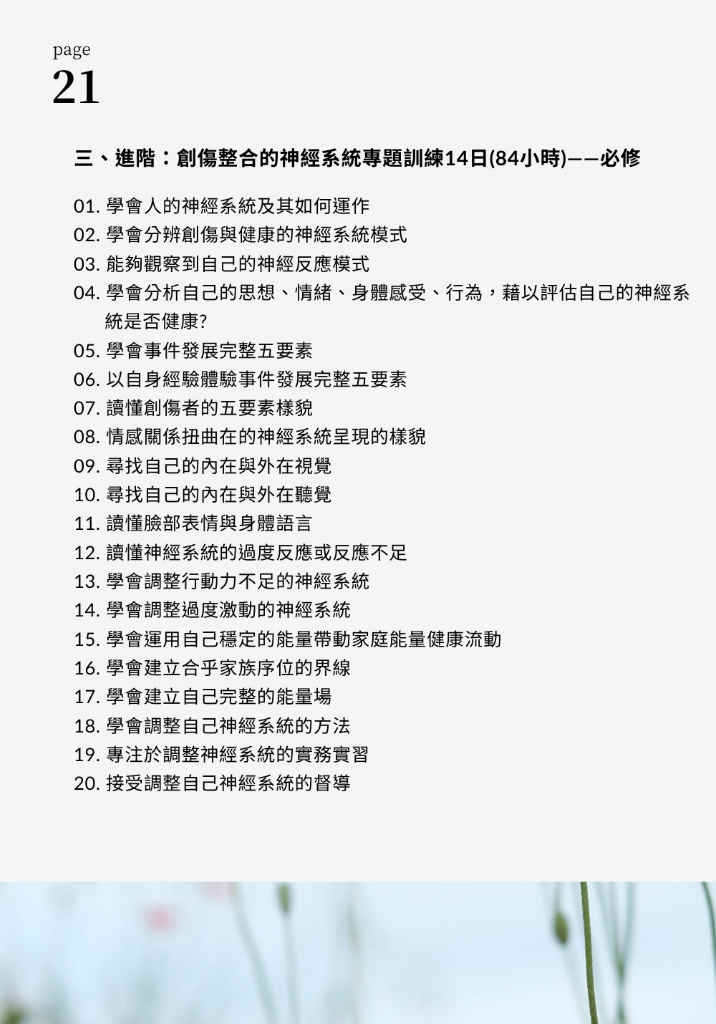 page
21
三、進階：創傷整合的神經系統專題訓練14日(84小時)——必修
01. 學會人的神經系統及其如何運作
02. 學會分辨創傷與健康的神經系統模式
03. 能夠觀察到自己的神經反應模式
04. 學會分析自己的思想、情緒、身體感受、行為，藉以評估自己的神經系
統是否健康?
05. 學會事件發展完整五要素
06. 以自身經驗體驗事件發展完整五要素
07. 讀懂創傷者的五要素樣貌
08. 情感關係扭曲在的神經系統呈現的樣貌
09. 尋找自己的內在與外在視覺
10. 尋找自己的內在與外在聽覺
11. 讀懂臉部表情與身體語言
12. 讀懂神經系統的過度反應或反應不足
13. 學會調整行動力不足的神經系統
14. 學會調整過度激動的神經系統
15. 學會運用自己穩定的能量帶動家庭能量健康流動
16. 學會建立合乎家族序位的界線
17. 學會建立自己完整的能量場
18. 學會調整自己神經系統的方法
19. 專注於調整神經系統的實務實習
20. 接受調整自己神經系統的督導